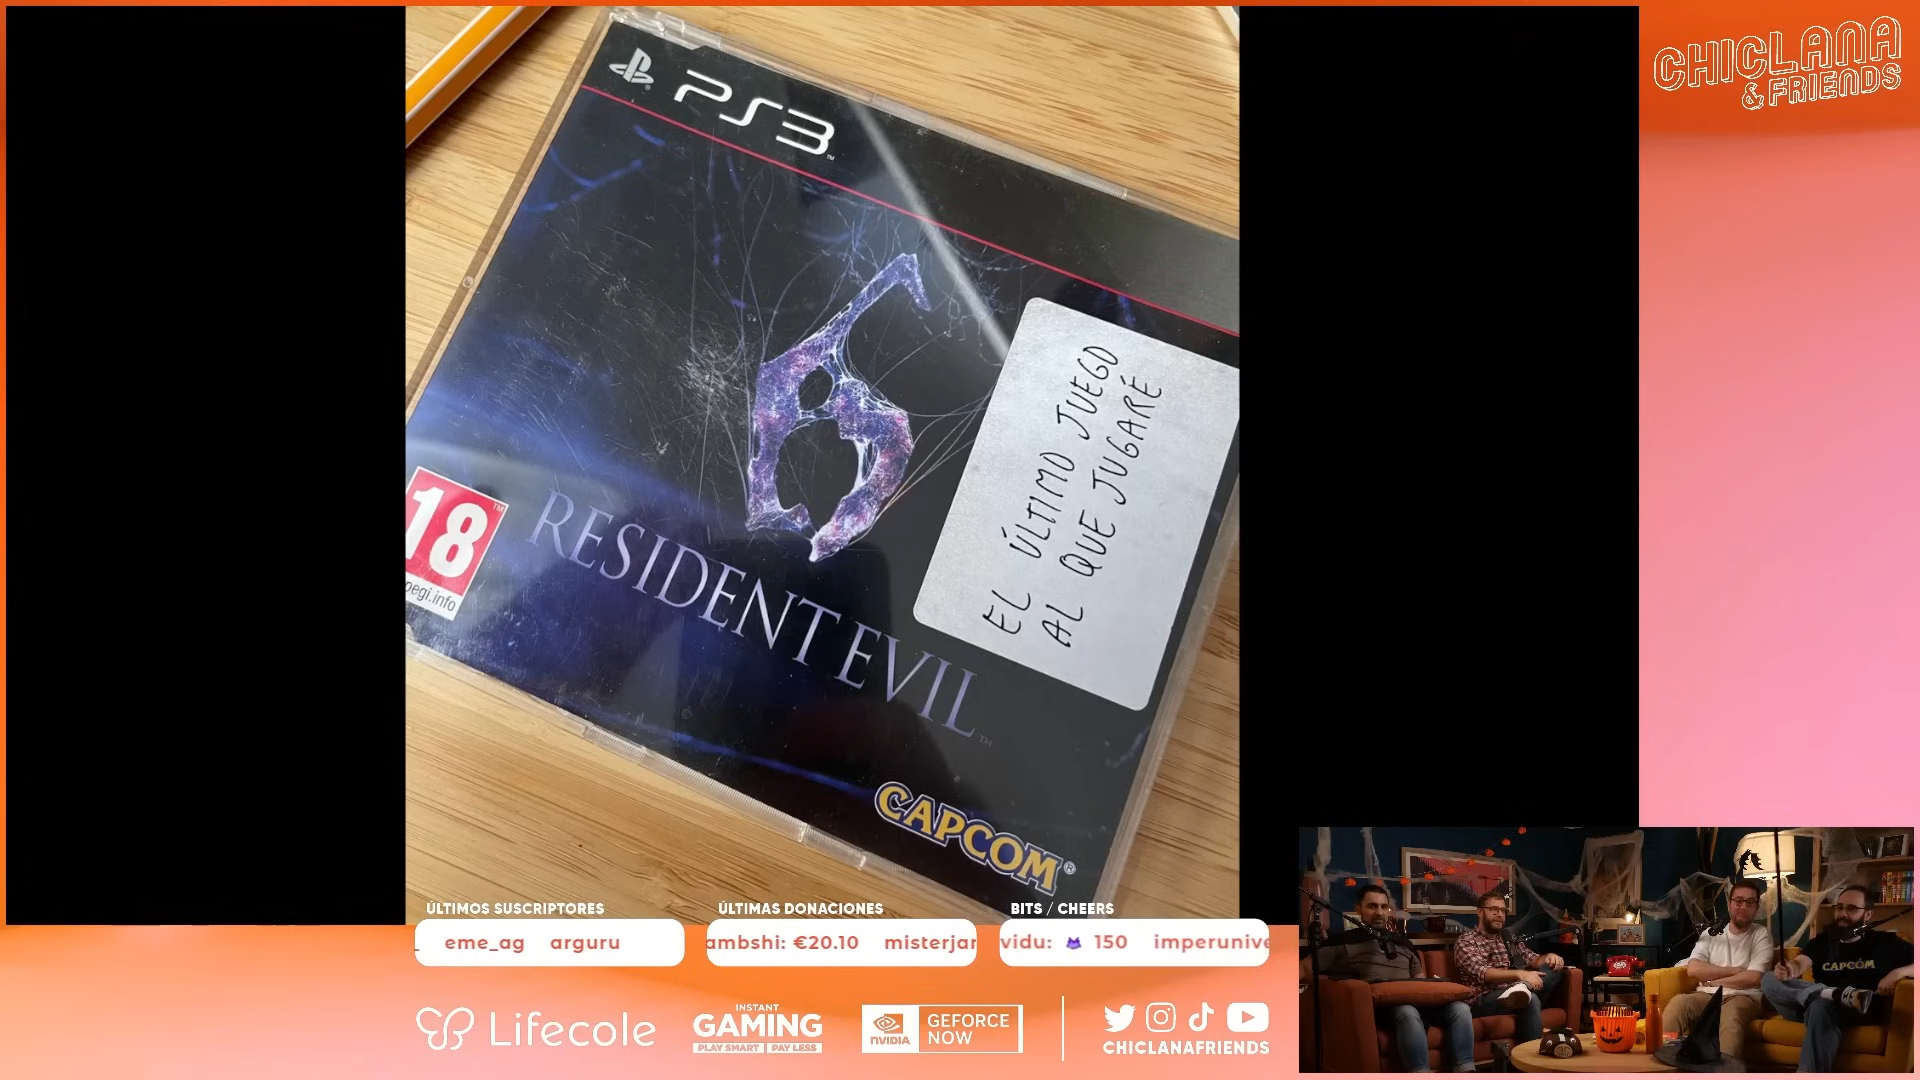 CHICLANA
& FRIENDS
PS3
EL ÚLTIMO JUEGO
AL QUE JUGARÉ
18
pegi.info
RESIDENT EVIL
CAPCOM
ÚLTIMOS SUSCRIPTORES
eme_ag arguru
ÚLTIMAS DONACIONES
ambshi: €20.10 misterjar
BITS / CHEERS
vidu: 150 imperunive
CAPCÓM
Lifecole
INSTANT
GAMING
PLAY SMART PAY LESS
NVIDIA
GEFORCE
NOW
CHICLANAFRIENDS